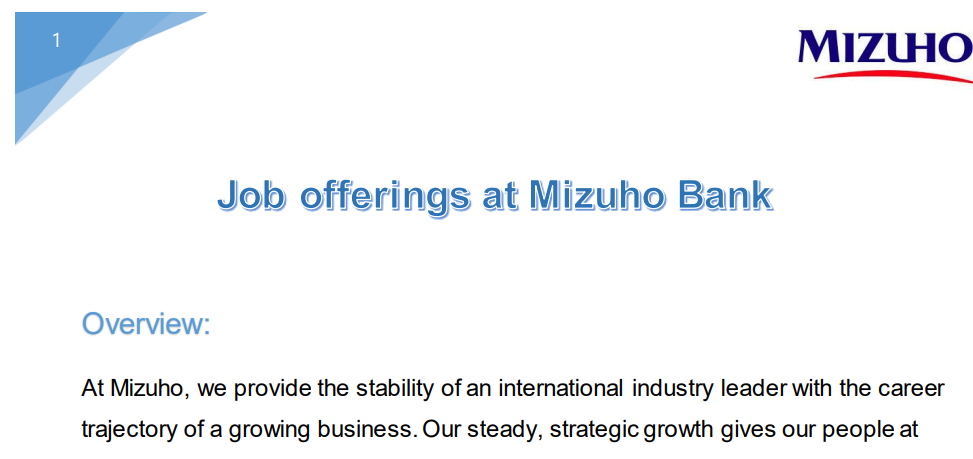 1
MIZUHO
Job offerings at Mizuho Bank
Overview:
At Mizuho, we provide the stability of an international industry leader with the career
trajectory of a growing business. Our steady, strategic growth gives our people at